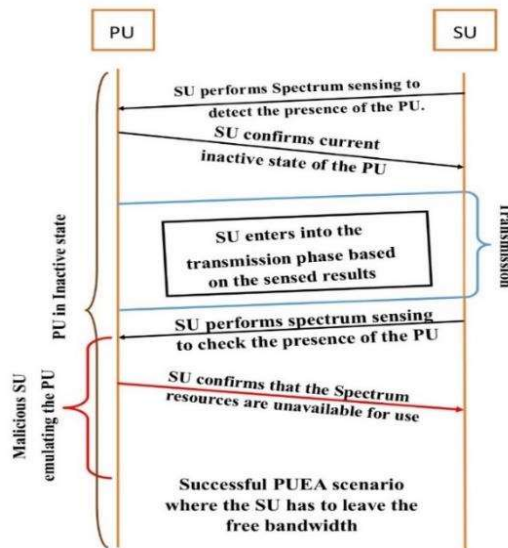 PU
SU
SU performs Spectrum sensing to
detect the presence of the PU.
SU confirms current
inactive state of the PU
SU enters into the
transmission phase based
on the sensed results
Transmission
PU in Inactive state
SU performs spectrum sensing
to check the presence of the PU
Malicious SU
emulating the PU
SU confirms that the Spectrum
resources are unavailable for use
Successful PUEA scenario
where the SU has to leave the
free bandwidth